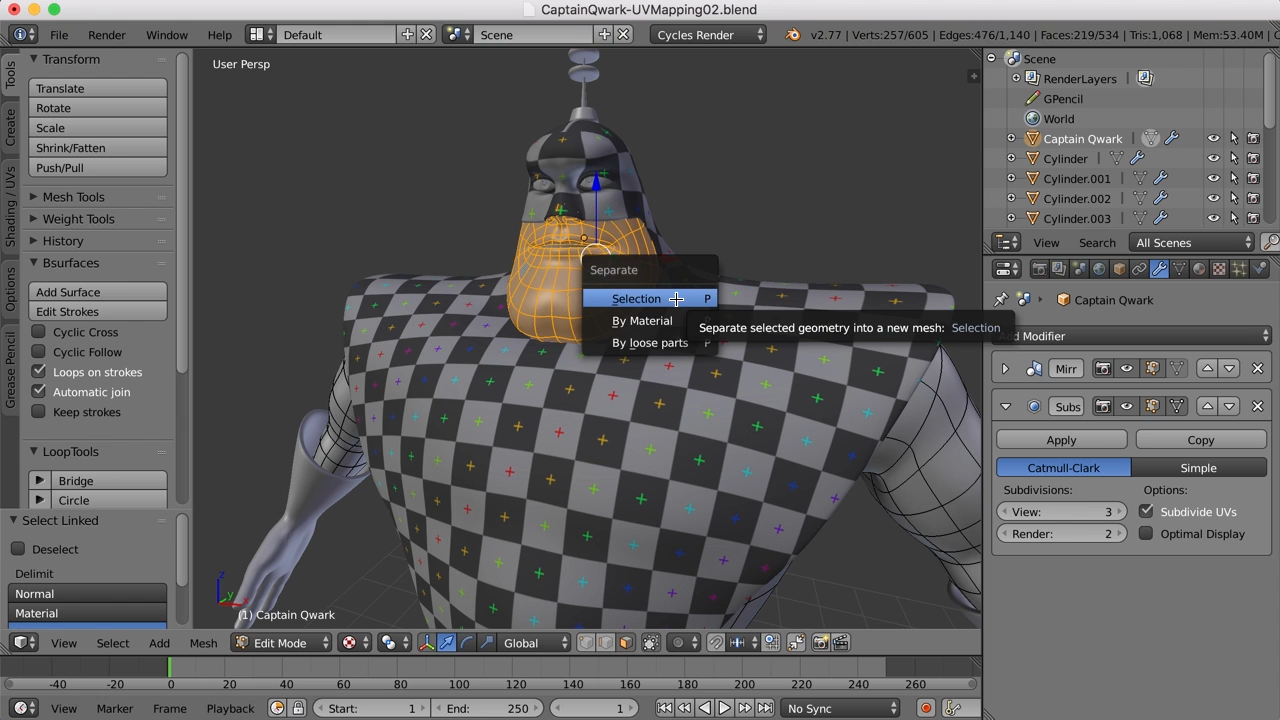 CaptainQwark-UVMapping02.blend
File Render Window Help Default Scene Cycles Render v2.77 | Verts:257/605 | Edges:476/1,140 | Faces:219/534 | Tris:1,068 | Mem:53.40M
Tools
Create
Shading / UVs
Options
Grease Pencil
Transform
Translate
Rotate
Scale
Shrink/Fatten
Push/Pull
Mesh Tools
Weight Tools
History
Bsurfaces
Add Surface
Edit Strokes
Cyclic Cross
Cyclic Follow
Loops on strokes
Automatic join
Keep strokes
LoopTools
Bridge
Circle
Select Linked
Deselect
Delimit
Normal
Material
User Persp
Separate
Selection P
By Material
By loose parts P
Separate selected geometry into a new mesh: Selection
z
y
x
(1) Captain Qwark
View Select Add Mesh Edit Mode Global
-40 -20 0 20 40 60 80 100 120 140 160 180 200 220 240 260
View Marker Frame Playback Start: 1 End: 250 1 No Sync
Scene
RenderLayers
GPencil
World
Captain Qwark
Cylinder
Cylinder.001
Cylinder.002
Cylinder.003
View Search All Scenes
Captain Qwark
Add Modifier
Mirr
Subs
Apply Copy
Catmull-Clark Simple
Subdivisions: Options:
View: 3 Subdivide UVs
Render: 2 Optimal Display